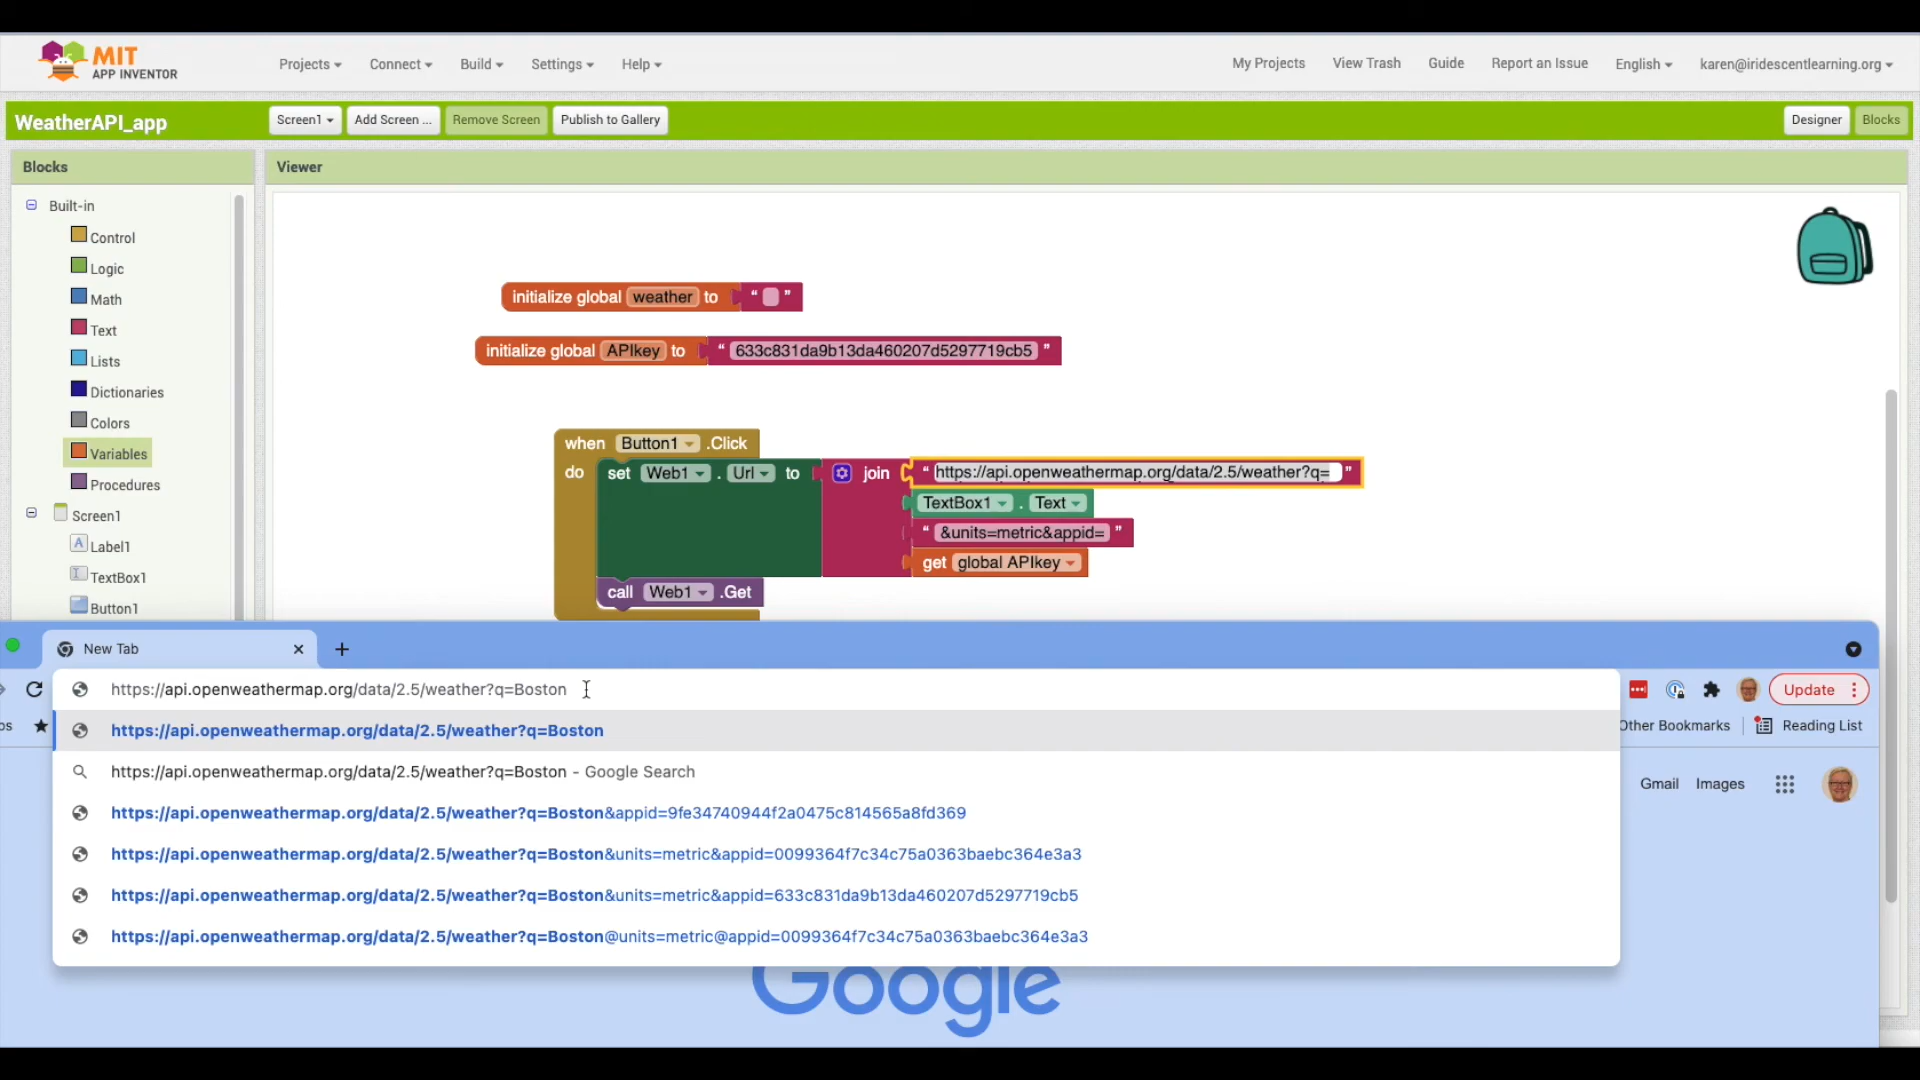 MIT
APP INVENTOR
Projects Connect Build Settings Help My Projects View Trash Guide Report an Issue English karen@iridescentlearning.org
WeatherAPI_app Screen1 Add Screen ... Remove Screen Publish to Gallery Designer Blocks
Blocks Viewer
Built-in
Control
Logic
Math
Text
Lists
Dictionaries
Colors
Variables
Procedures
Screen1
Label1
TextBox1
Button1
initialize global weather to “ ”
initialize global APIkey to “ 633c831da9b13da460207d5297719cb5 ”
when Button1 .Click
do set Web1 . Url to join “ https://api.openweathermap.org/data/2.5/weather?q= ”
TextBox1 . Text
“ &units=metric&appid= ”
get global APIkey
call Web1 .Get
New Tab
https://api.openweathermap.org/data/2.5/weather?q=Boston Update
https://api.openweathermap.org/data/2.5/weather?q=Boston Other Bookmarks Reading List
https://api.openweathermap.org/data/2.5/weather?q=Boston - Google Search Gmail Images
https://api.openweathermap.org/data/2.5/weather?q=Boston&appid=9fe34740944f2a0475c814565a8fd369
https://api.openweathermap.org/data/2.5/weather?q=Boston&units=metric&appid=0099364f7c34c75a0363baebc364e3a3
https://api.openweathermap.org/data/2.5/weather?q=Boston&units=metric&appid=633c831da9b13da460207d5297719cb5
https://api.openweathermap.org/data/2.5/weather?q=Boston@units=metric@appid=0099364f7c34c75a0363baebc364e3a3
Google